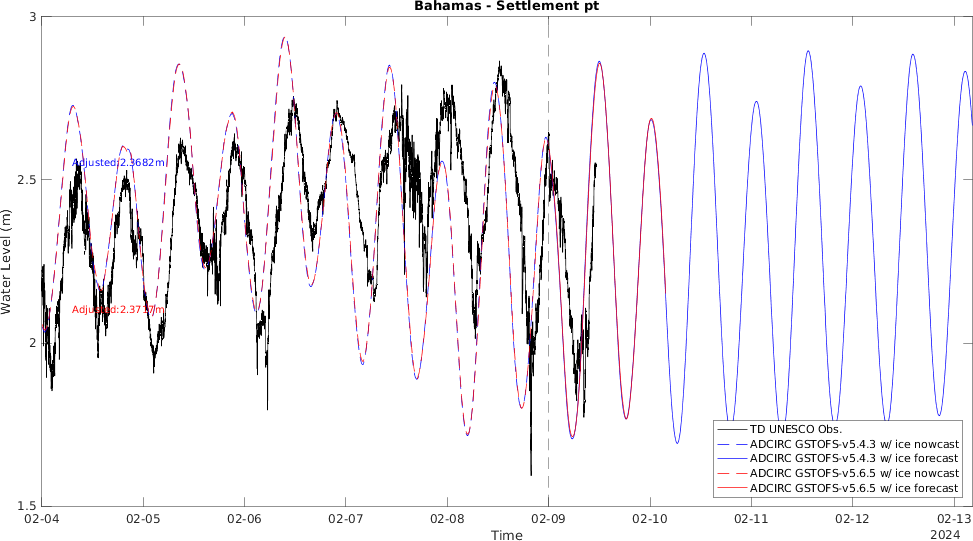 Bahamas - Settlement pt
3
2.5
2
1.5
Water Level (m)
Adjusted:2.3682m
Adjusted:2.3717m
TD UNESCO Obs.
ADCIRC GSTOFS-v5.4.3 w/ ice nowcast
ADCIRC GSTOFS-v5.4.3 w/ ice forecast
ADCIRC GSTOFS-v5.6.5 w/ ice nowcast
ADCIRC GSTOFS-v5.6.5 w/ ice forecast
02-04 02-05 02-06 02-07 02-08 02-09 02-10 02-11 02-12 02-13
Time
2024